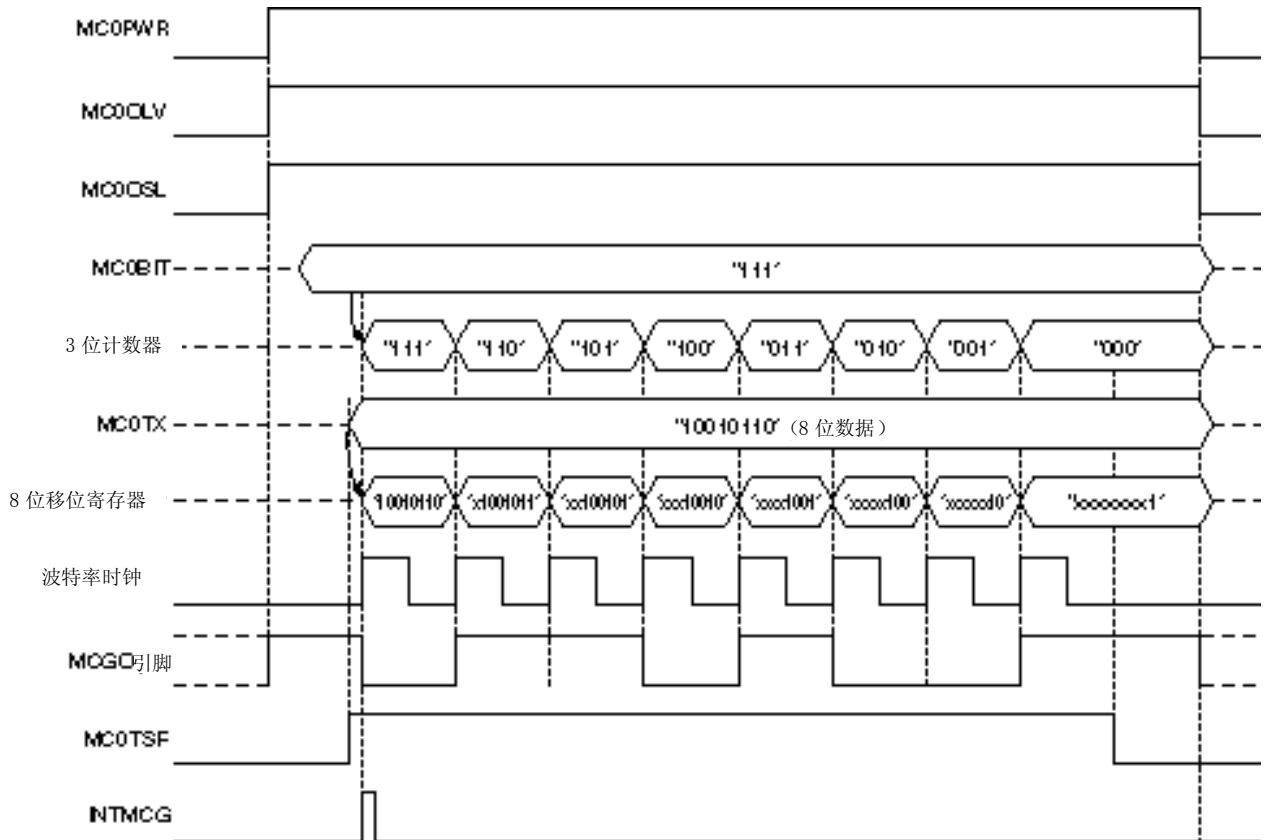 MC0PWR
MC0OLV
MC0OSL
MC0BIT
"111"
3 位计数器
"111" "110" "101" "100" "011" "010" "001" "000"
MC0TX
"10010110" (8 位数据)
8 位移位寄存器
"10010110" "x1001011" "xx100101" "xxx10010" "xxxx1001" "xxxxx100" "xxxxxx10" "xxxxxxx1"
波特率时钟
MCGO引脚
MC0TSF
INTMCG